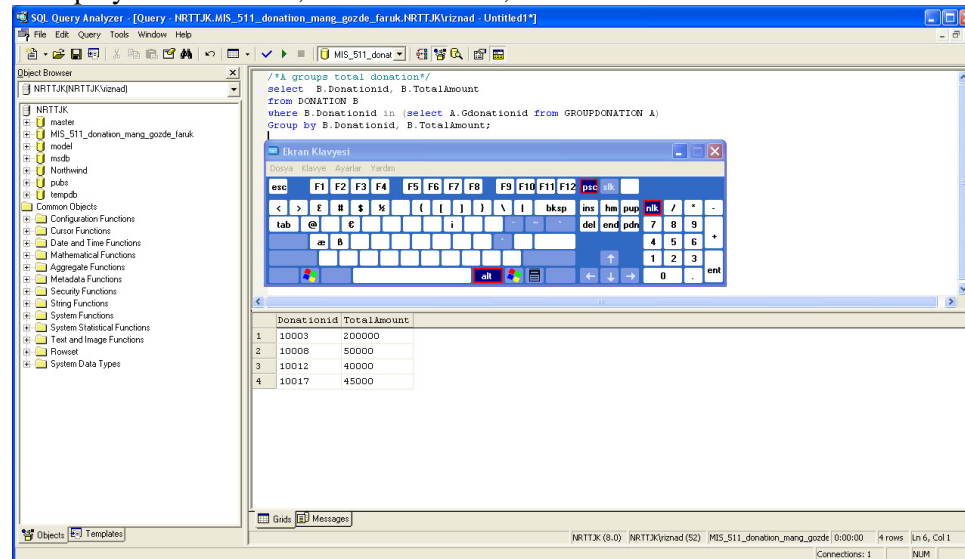 SQL Query Analyzer - [Query - NRTTJK.MIS_511_donation_mang_gozde_faruk.NRTTJK\riznad - Untitled1*]
File Edit Query Tools Window Help
MIS_511_donat
Object Browser
NRTTJK(NRTTJK\riznad)
NRTTJK
master
MIS_511_donation_mang_gozde_faruk
model
msdb
Northwind
pubs
tempdb
Common Objects
Configuration Functions
Cursor Functions
Date and Time Functions
Mathematical Functions
Aggregate Functions
Metadata Functions
Security Functions
String Functions
System Functions
System Statistical Functions
Text and Image Functions
Rowset
System Data Types
Objects Templates
/*A groups total donation*/
select B.Donationid, B.TotalAmount
from DONATION B
where B.Donationid in (select A.Gdonationid from GROUPDONATION A)
Group by B.Donationid, B.TotalAmount;
Ekran Klavyesi
Dosya Klavye Ayarlar Yardım
esc F1 F2 F3 F4 F5 F6 F7 F8 F9 F10 F11 F12 psc slk
< > £ # $ ½ { [ ] } \ | bksp ins hm pup nlk / * -
tab @ € i ¨ ~ ` del end pdn 7 8 9 +
æ ß 4 5 6
↑ 1 2 3 ent
alt ← ↓ → 0 .
Donationid TotalAmount
1 10003 200000
2 10008 50000
3 10012 40000
4 10017 45000
Grids Messages
NRTTJK (8.0) NRTTJK\riznad (52) MIS_511_donation_mang_gozde 0:00:00 4 rows Ln 6, Col 1
Connections: 1 NUM